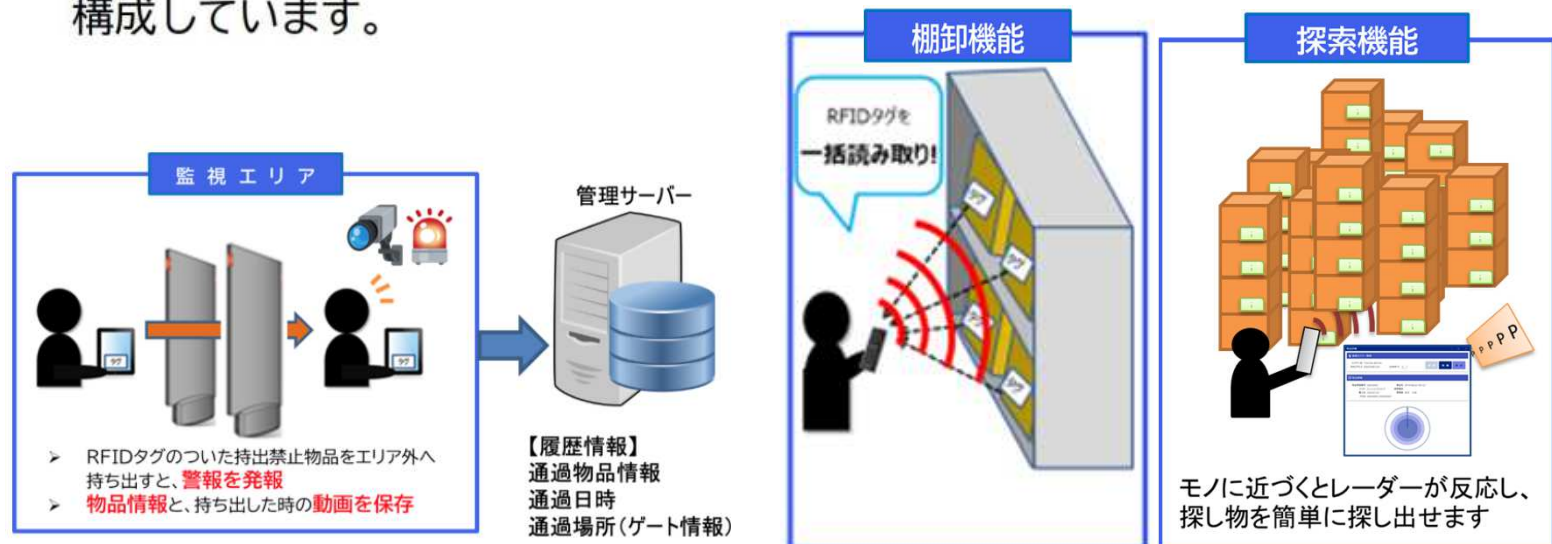 構成しています。
監視エリア
タグ
タグ
➢ RFIDタグのついた持出禁止物品をエリア外へ
持ち出すと、警報を発報
➢ 物品情報と、持ち出した時の動画を保存
管理サーバー
【履歴情報】
通過物品情報
通過日時
通過場所(ゲート情報)
棚卸機能
RFIDタグを
一括読み取り!
タグ
タグ
タグ
タグ
探索機能
P P P P P
モノに近づくとレーダーが反応し、
探し物を簡単に探し出せます